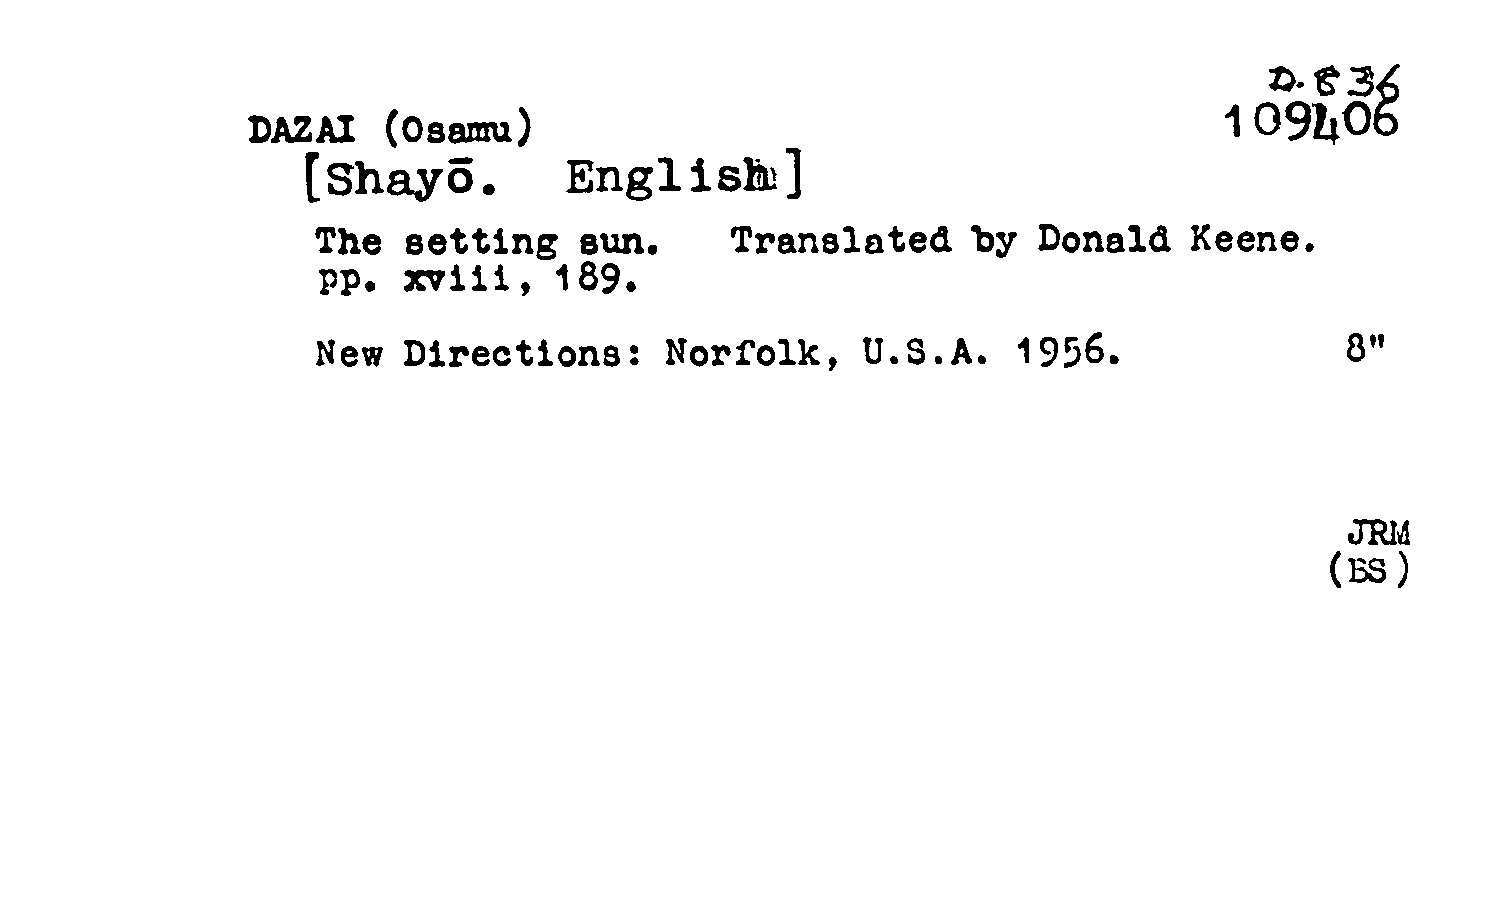 D. 836
DAZAI (Osamu)
109406
[Shayō. English]
The setting sun. Translated by Donald Keene.
pp. xviii, 189.
New Directions: Norfolk, U.S.A. 1956. 8"
JRM
(BS)